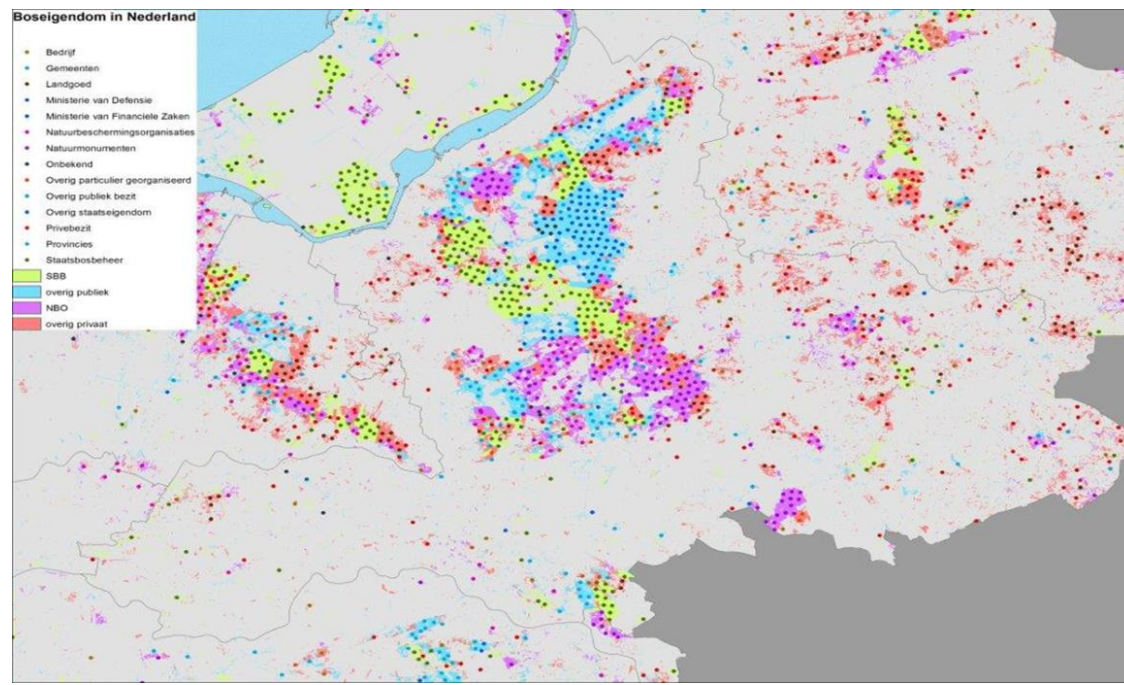 Boseigendom in Nederland
Bedrijf
Gemeenten
Landgoed
Ministerie van Defensie
Ministerie van Financiele Zaken
Natuurbeschermingsorganisaties
Natuurmonumenten
Onbekend
Overig particulier georganiseerd
Overig publiek bezit
Overig staatseigendom
Privebezit
Provincies
Staatsbosbeheer
SBB
overig publiek
NBO
overig privaat